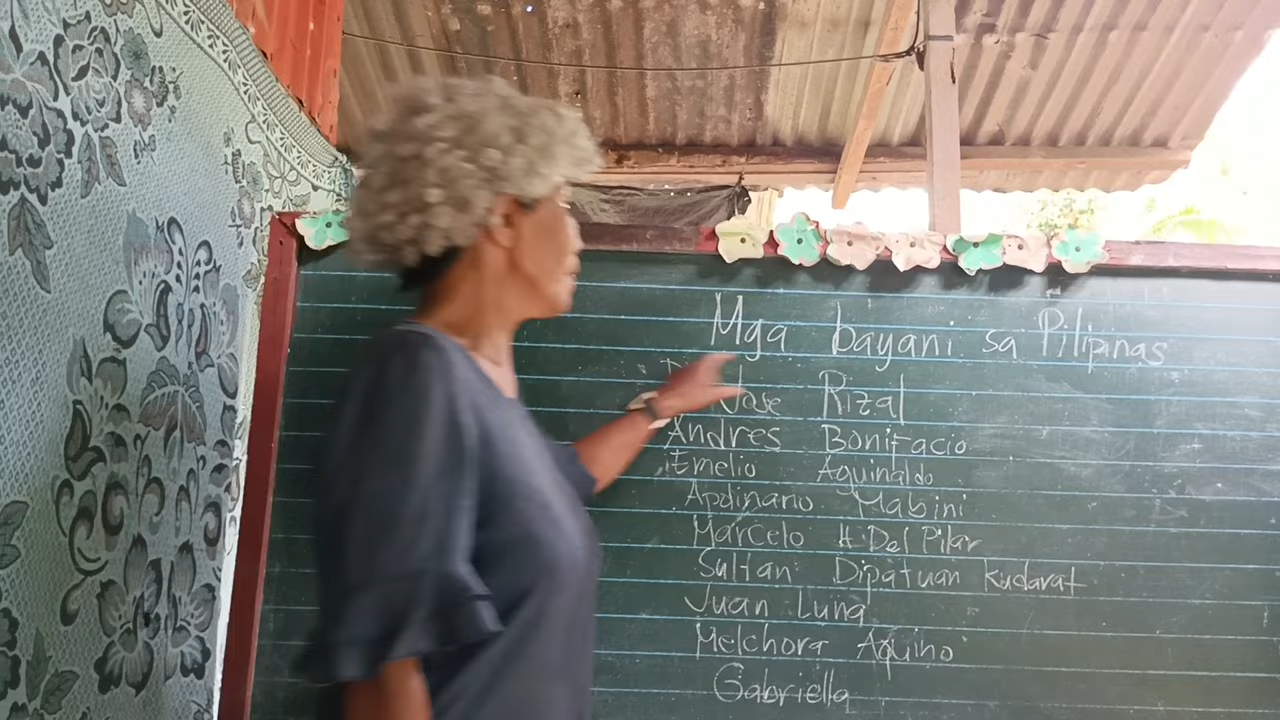 Mga bayani sa Pilipinas
Jose Rizal
Andres Bonifacio
Emelio Aguinaldo
Apolinario Mabini
Marcelo H. Del Pilar
Sultan Dipatuan Kudarat
Juan Luna
Melchora Aquino
Gabriella